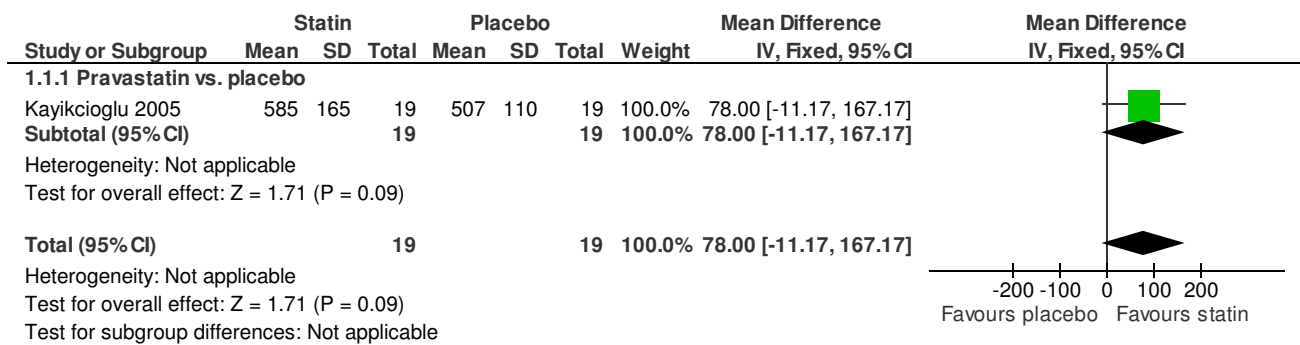 Statin Placebo Mean Difference Mean Difference
Study or Subgroup Mean SD Total Mean SD Total Weight IV, Fixed, 95% CI IV, Fixed, 95% CI
1.1.1 Pravastatin vs. placebo
Kayikcioglu 2005 585 165 19 507 110 19 100.0% 78.00 [-11.17, 167.17]
Subtotal (95% CI) 19 19 100.0% 78.00 [-11.17, 167.17]
Heterogeneity: Not applicable
Test for overall effect: Z = 1.71 (P = 0.09)
Total (95% CI) 19 19 100.0% 78.00 [-11.17, 167.17]
Heterogeneity: Not applicable
Test for overall effect: Z = 1.71 (P = 0.09)
Test for subgroup differences: Not applicable
-200 -100 0 100 200
Favours placebo Favours statin